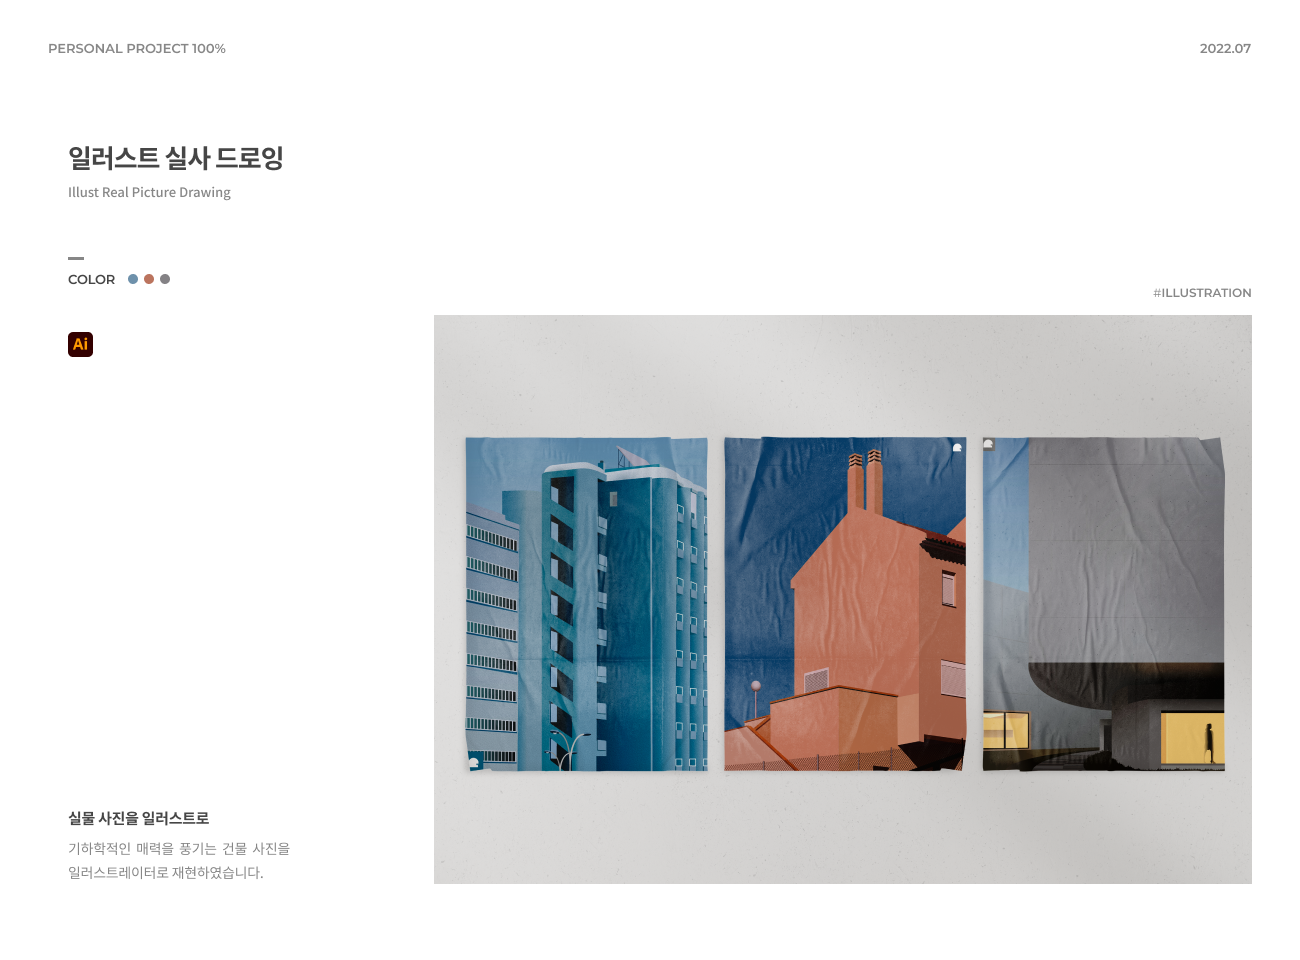 PERSONAL PROJECT 100%
2022.07
일러스트 실사 드로잉
Illust Real Picture Drawing
COLOR
#ILLUSTRATION
Ai
실물 사진을 일러스트로
기하학적인 매력을 풍기는 건물 사진을
일러스트레이터로 재현하였습니다.